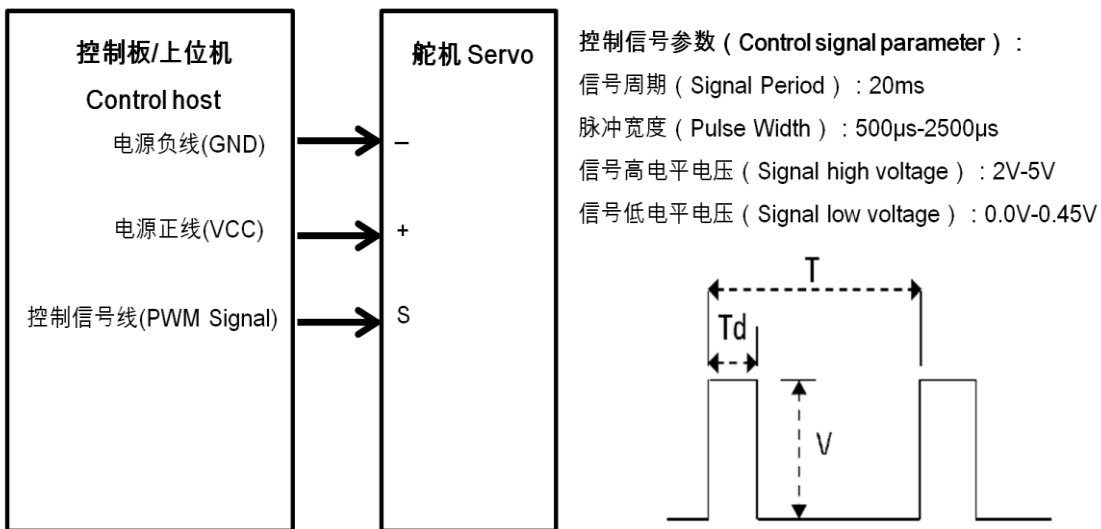 控制板/上位机
Control host
电源负线(GND)
电源正线(VCC)
控制信号线(PWM Signal)
舵机 Servo
–
+
S
控制信号参数（Control signal parameter）:
信号周期（Signal Period）: 20ms
脉冲宽度（Pulse Width）: 500μs-2500μs
信号高电平电压（Signal high voltage）: 2V-5V
信号低电平电压（Signal low voltage）: 0.0V-0.45V
T
Td
V